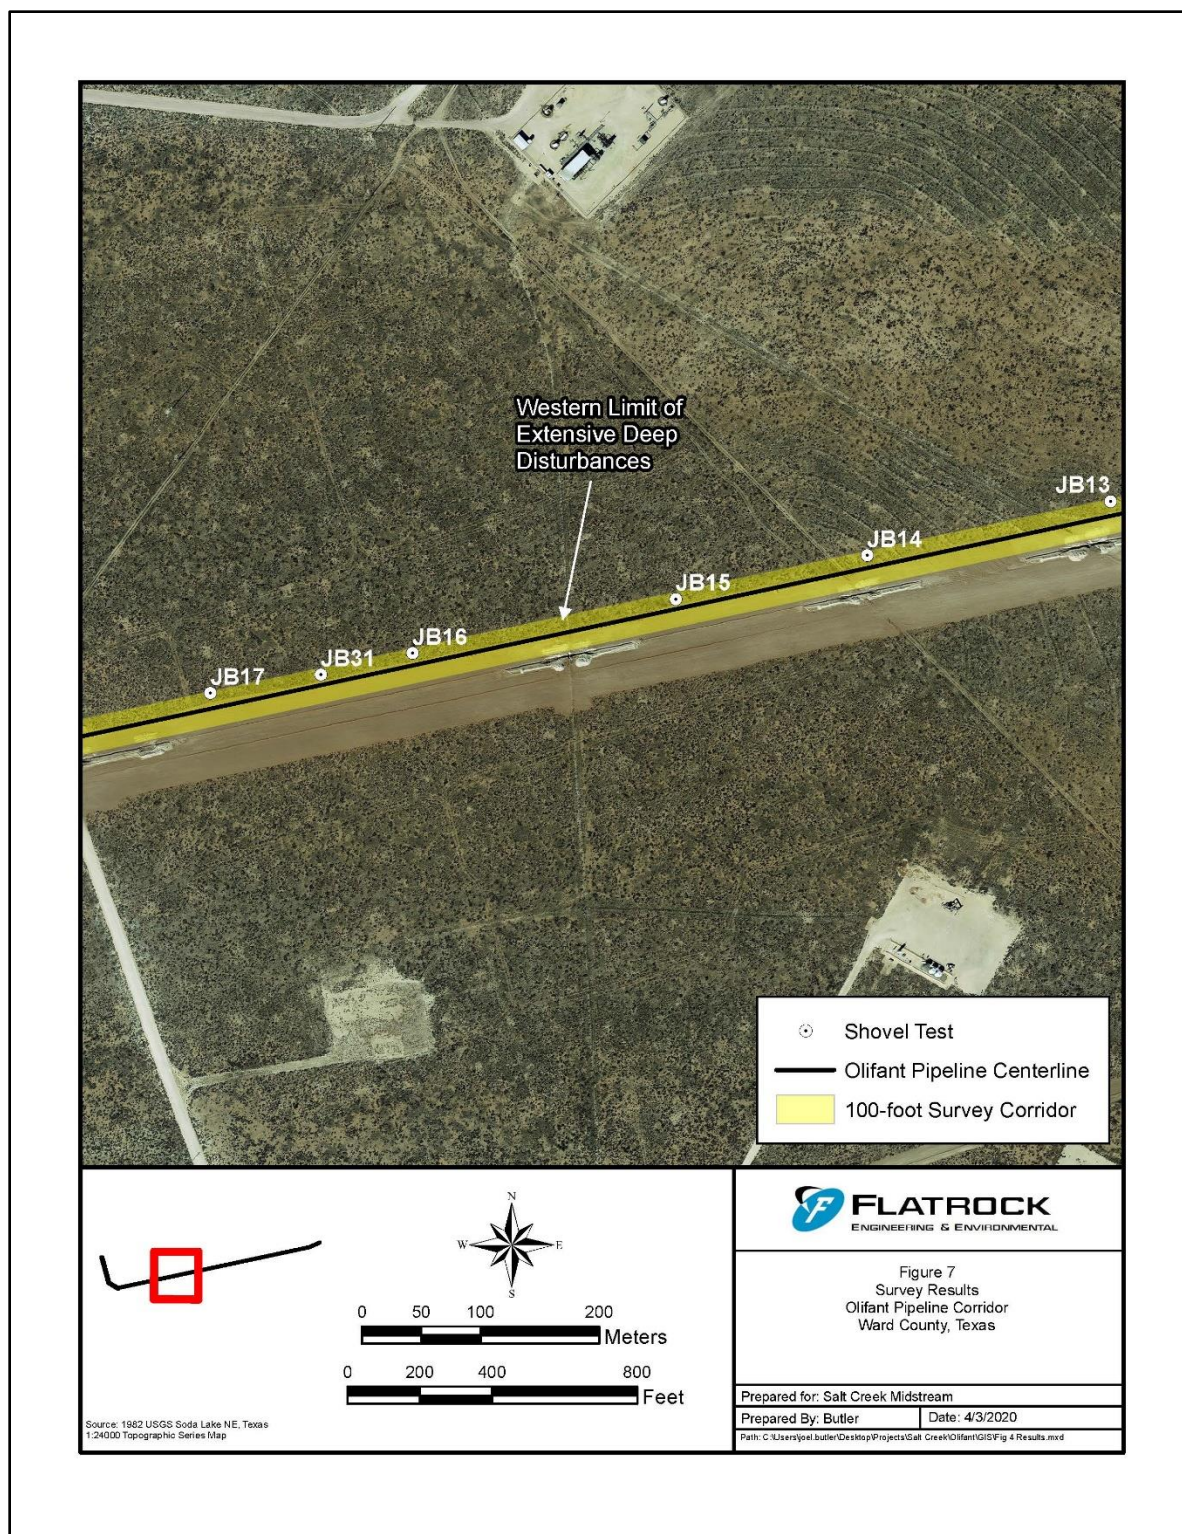 Western Limit of
Extensive Deep
Disturbances
JB13
JB14
JB15
JB16
JB31
JB17
Shovel Test
Olifant Pipeline Centerline
100-foot Survey Corridor
N
W E
S
0 50 100 200
Meters
0 200 400 800
Feet
Source: 1982 USGS Soda Lake NE, Texas
1:24000 Topographic Series Map
FLATROCK
ENGINEERING & ENVIRONMENTAL
Figure 7
Survey Results
Olifant Pipeline Corridor
Ward County, Texas
Prepared for: Salt Creek Midstream
Prepared By: Butler
Date: 4/3/2020
Path: C:\Users\joel.butler\Desktop\Projects\Salt Creek\Olifant\GIS\Fig 4 Results.mxd